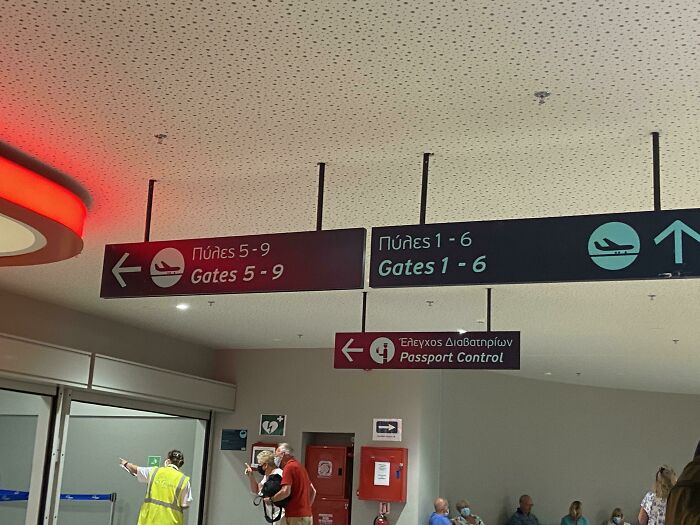 Πύλες 5 - 9
Gates 5 - 9
Πύλες 1 - 6
Gates 1 - 6
Έλεγχος Διαβατηρίων
Passport Control